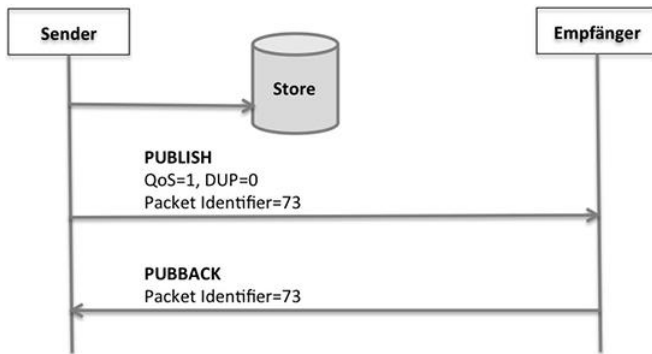 Sender
Empfänger
Store
PUBLISH
QoS=1, DUP=0
Packet Identifier=73
PUBBACK
Packet Identifier=73